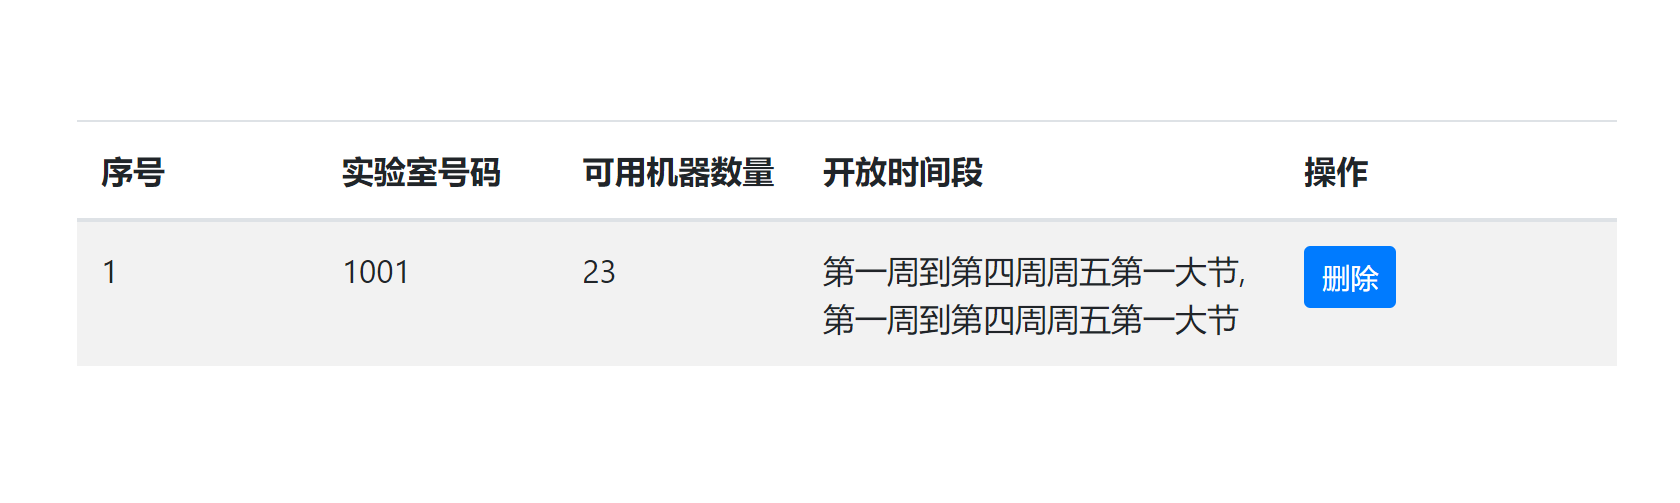 序号 实验室号码 可用机器数量 开放时间段 操作
1 1001 23 第一周到第四周周五第一大节, 删除
第一周到第四周周五第一大节